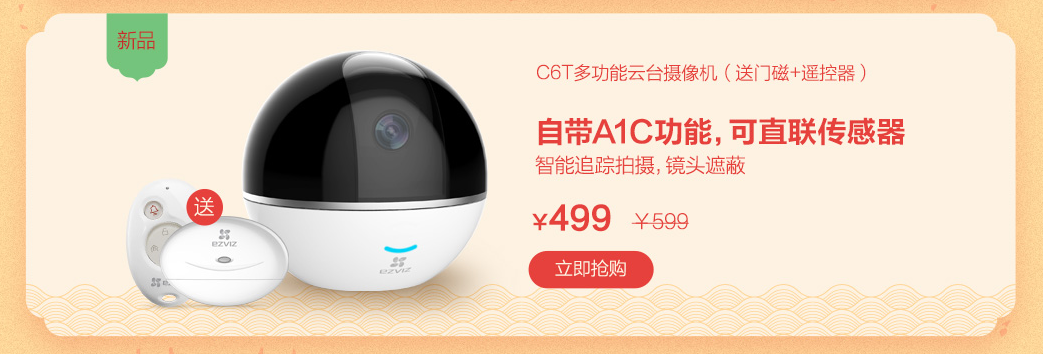 新品
C6T多功能云台摄像机（送门磁+遥控器）
自带A1C功能，可直联传感器
智能追踪拍摄，镜头遮蔽
¥499 ¥599
立即抢购
送
ezviz
ezviz